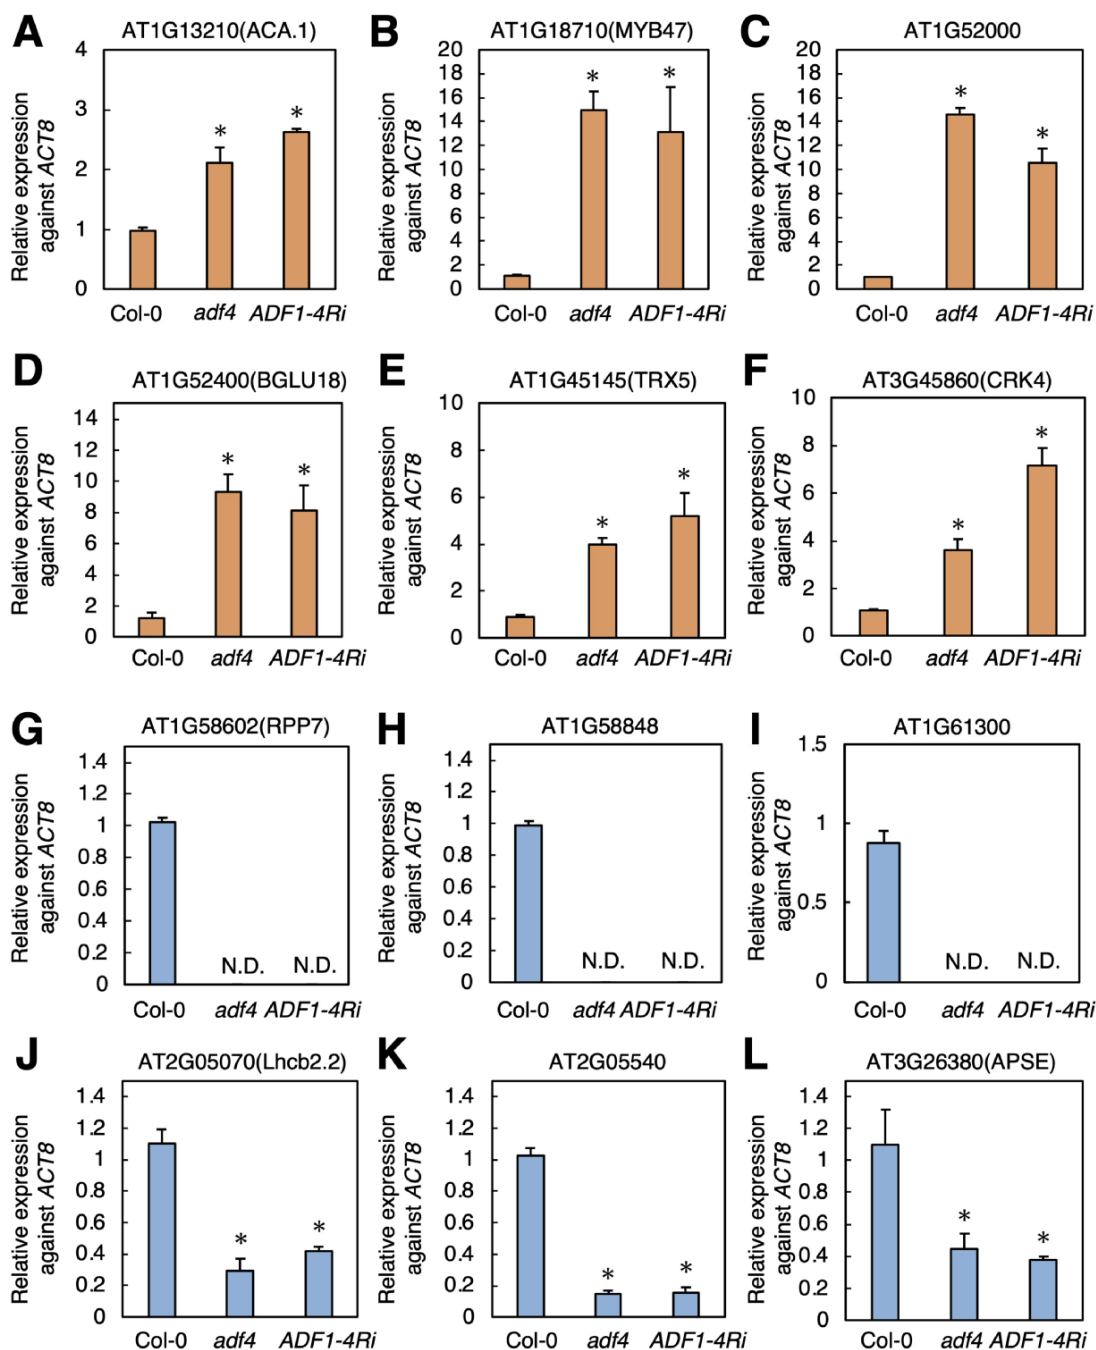 A
AT1G13210(ACA.1)
Relative expression
against ACT8
4
3
2
1
0
Col-0
adf4
ADF1-4Ri
*
*
B
AT1G18710(MYB47)
Relative expression
against ACT8
20
18
16
14
12
10
8
6
4
2
0
Col-0
adf4
ADF1-4Ri
*
*
C
AT1G52000
Relative expression
against ACT8
20
18
16
14
12
10
8
6
4
2
0
Col-0
adf4
ADF1-4Ri
*
*
D
AT1G52400(BGLU18)
Relative expression
against ACT8
14
12
10
8
6
4
2
0
Col-0
adf4
ADF1-4Ri
*
*
E
AT1G45145(TRX5)
Relative expression
against ACT8
10
8
6
4
2
0
Col-0
adf4
ADF1-4Ri
*
*
F
AT3G45860(CRK4)
Relative expression
against ACT8
10
8
6
4
2
0
Col-0
adf4
ADF1-4Ri
*
*
G
AT1G58602(RPP7)
Relative expression
against ACT8
1.4
1.2
1
0.8
0.6
0.4
0.2
0
N.D.
N.D.
Col-0
adf4
ADF1-4Ri
H
AT1G58848
Relative expression
against ACT8
1.4
1.2
1
0.8
0.6
0.4
0.2
0
N.D.
N.D.
Col-0
adf4
ADF1-4Ri
I
AT1G61300
Relative expression
against ACT8
1.5
1
0.5
0
N.D.
N.D.
Col-0
adf4
ADF1-4Ri
J
AT2G05070(Lhcb2.2)
Relative expression
against ACT8
1.4
1.2
1
0.8
0.6
0.4
0.2
0
Col-0
adf4
ADF1-4Ri
*
*
K
AT2G05540
Relative expression
against ACT8
1.4
1.2
1
0.8
0.6
0.4
0.2
0
Col-0
adf4
ADF1-4Ri
*
*
L
AT3G26380(APSE)
Relative expression
against ACT8
1.4
1.2
1
0.8
0.6
0.4
0.2
0
Col-0
adf4
ADF1-4Ri
*
*